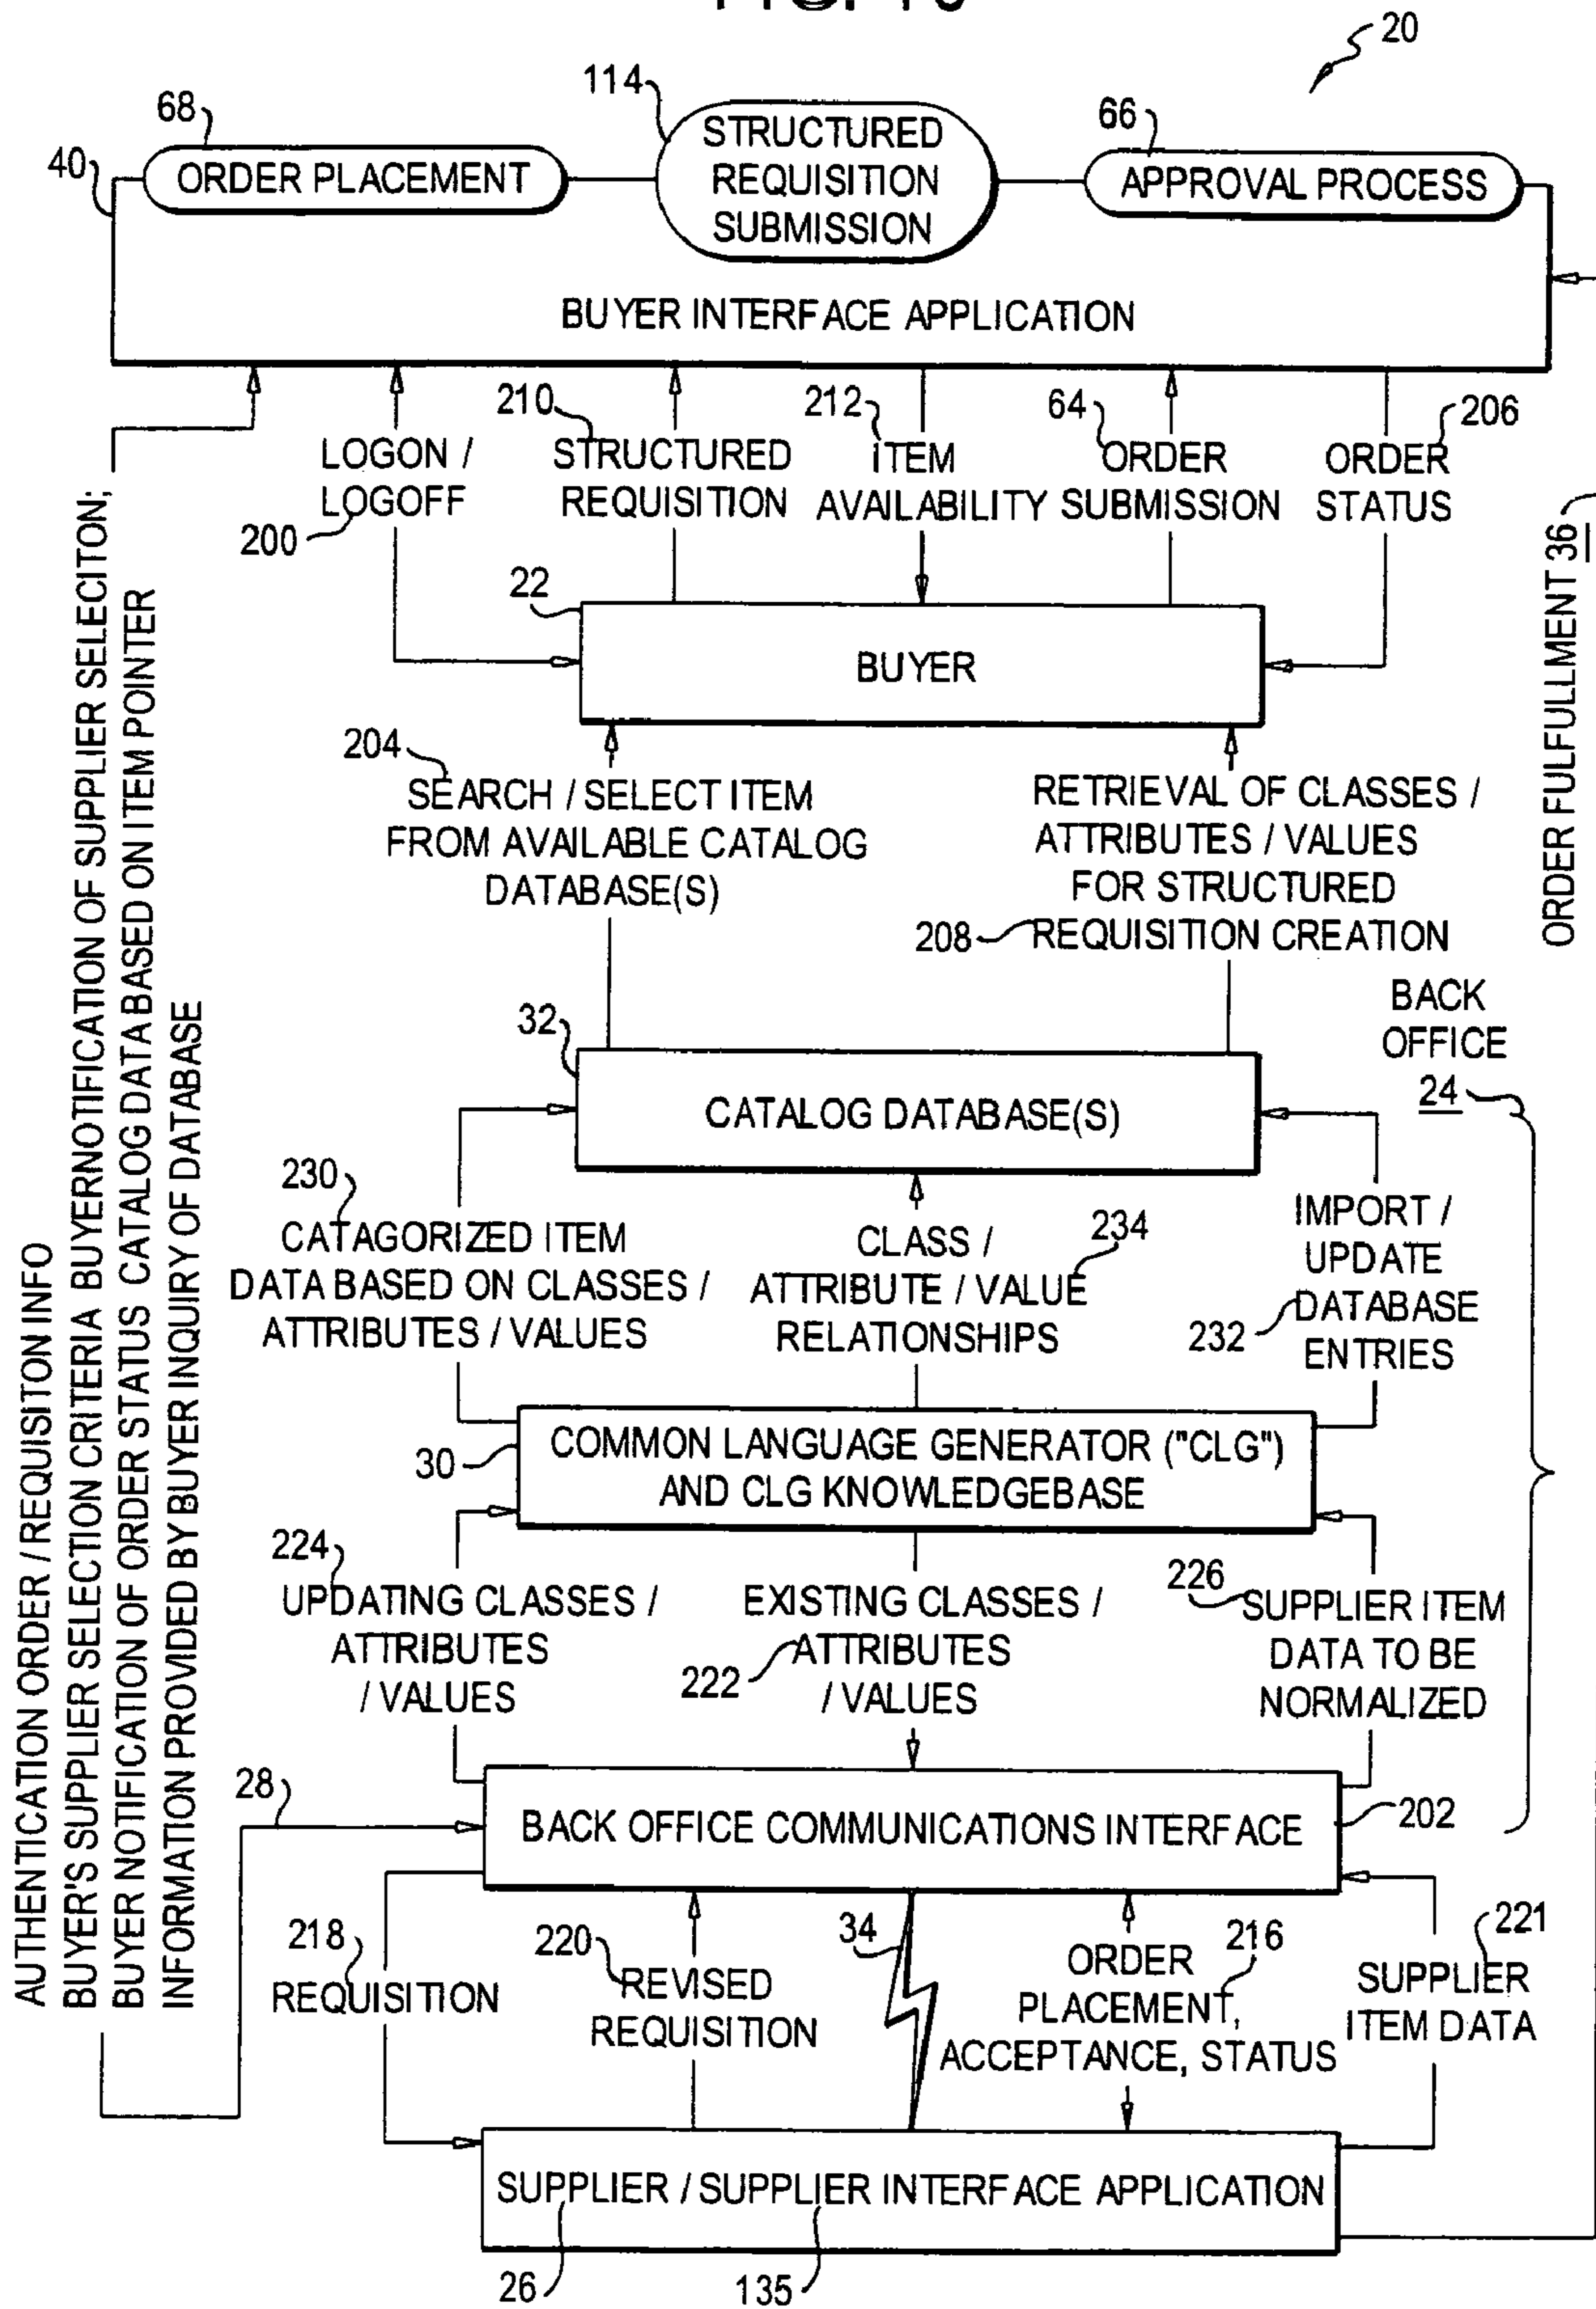 20
68
114
66
40
ORDER PLACEMENT
STRUCTURED
REQUISITION
SUBMISSION
APPROVAL PROCESS
BUYER INTERFACE APPLICATION
LOGON /
LOGOFF
200
210
STRUCTURED
REQUISITION
212
ITEM
AVAILABILITY
64
ORDER
SUBMISSION
206
ORDER
STATUS
ORDER FULFULLMENT 36
22
BUYER
204
SEARCH / SELECT ITEM
FROM AVAILABLE CATALOG
DATABASE(S)
RETRIEVAL OF CLASSES /
ATTRIBUTES / VALUES
FOR STRUCTURED
208 REQUISITION CREATION
BACK
OFFICE
24
32
CATALOG DATABASE(S)
230
CATAGORIZED ITEM
DATA BASED ON CLASSES /
ATTRIBUTES / VALUES
CLASS /
ATTRIBUTE / VALUE
RELATIONSHIPS
234
IMPORT /
UPDATE
DATABASE
ENTRIES
232
30
COMMON LANGUAGE GENERATOR ("CLG")
AND CLG KNOWLEDGEBASE
224
UPDATING CLASSES /
ATTRIBUTES
/ VALUES
EXISTING CLASSES /
ATTRIBUTES
/ VALUES
222
226
SUPPLIER ITEM
DATA TO BE
NORMALIZED
AUTHENTICATION ORDER / REQUISITON INFO
BUYER'S SUPPLIER SELECTION CRITERIA BUYERNOTIFICATION OF SUPPLIER SELECITON;
BUYER NOTIFICATION OF ORDER STATUS CATALOG DATA BASED ON ITEM POINTER
INFORMATION PROVIDED BY BUYER INQUIRY OF DATABASE
28
BACK OFFICE COMMUNICATIONS INTERFACE
202
218
REQUISITION
220
REVISED
REQUISITION
34
ORDER
PLACEMENT,
ACCEPTANCE, STATUS
216
221
SUPPLIER
ITEM DATA
SUPPLIER / SUPPLIER INTERFACE APPLICATION
26
135